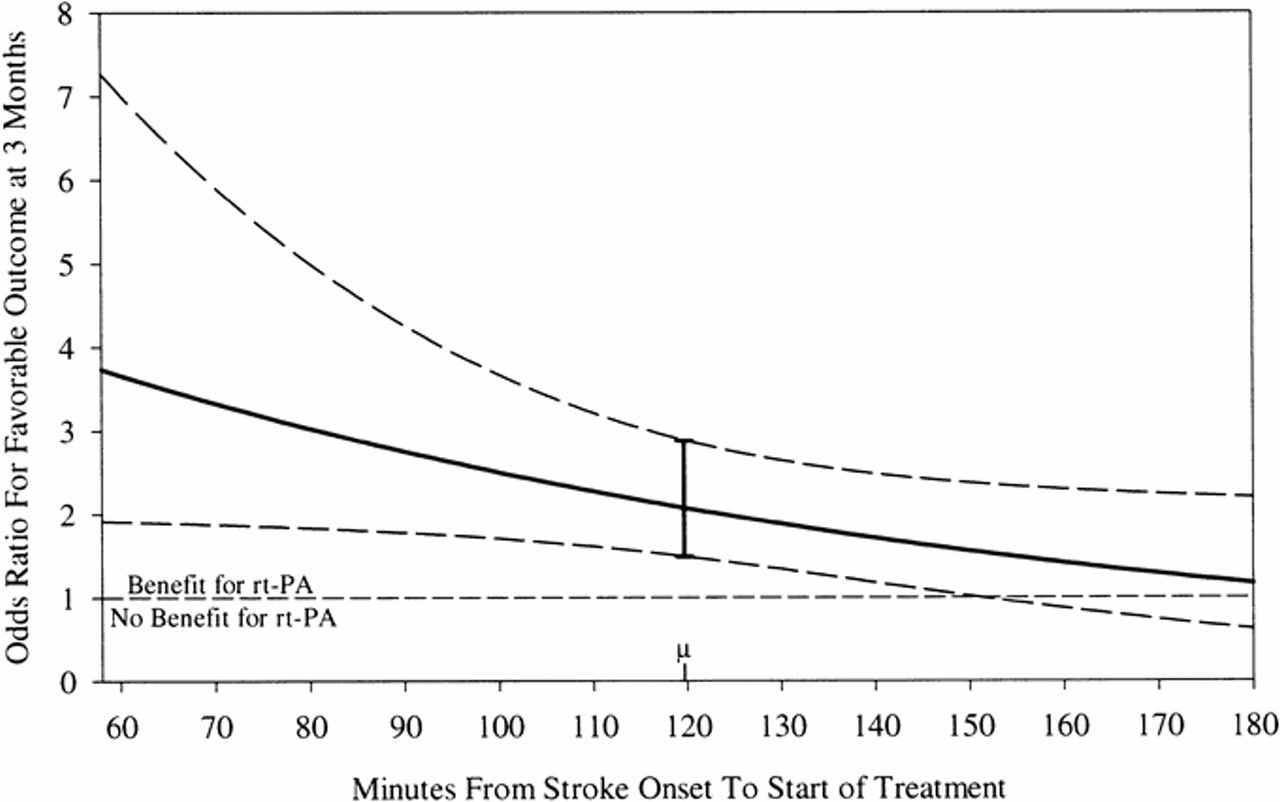 Odds Ratio For Favorable Outcome at 3 Months
8
7
6
5
4
3
2
1
0
Benefit for rt-PA
No Benefit for rt-PA
μ
60 70 80 90 100 110 120 130 140 150 160 170 180
Minutes From Stroke Onset To Start of Treatment